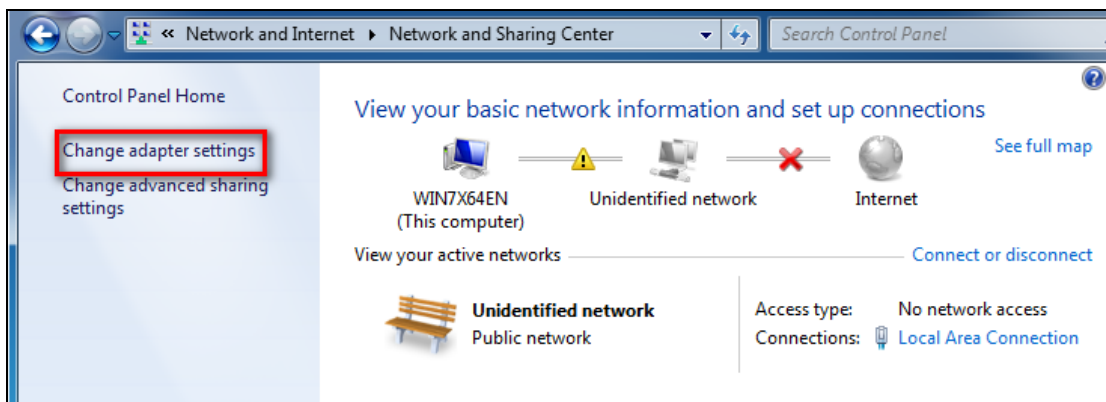 « Network and Internet ▸ Network and Sharing Center
Search Control Panel
Control Panel Home
Change adapter settings
Change advanced sharing
settings
View your basic network information and set up connections
See full map
WIN7X64EN
(This computer)
Unidentified network
Internet
View your active networks
Connect or disconnect
Unidentified network
Public network
Access type: No network access
Connections: Local Area Connection